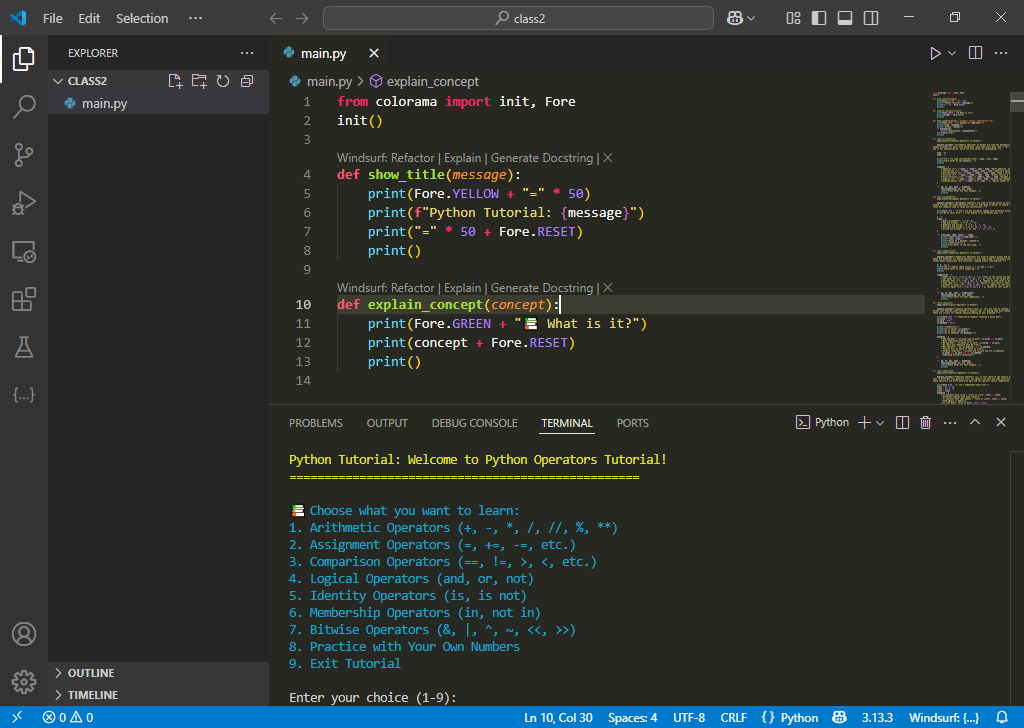 File Edit Selection ··· class2
EXPLORER ···
CLASS2
main.py
main.py
main.py > explain_concept
1 from colorama import init, Fore
2 init()
3
Windsurf: Refactor | Explain | Generate Docstring | X
4 def show_title(message):
5 print(Fore.YELLOW + "=" * 50)
6 print(f"Python Tutorial: {message}")
7 print("=" * 50 + Fore.RESET)
8 print()
9
Windsurf: Refactor | Explain | Generate Docstring | X
10 def explain_concept(concept):
11 print(Fore.GREEN + "📚 What is it?")
12 print(concept + Fore.RESET)
13 print()
14
PROBLEMS OUTPUT DEBUG CONSOLE TERMINAL PORTS Python
Python Tutorial: Welcome to Python Operators Tutorial!
==================================================
📚 Choose what you want to learn:
1. Arithmetic Operators (+, -, *, /, //, %, **)
2. Assignment Operators (=, +=, -=, etc.)
3. Comparison Operators (==, !=, >, <, etc.)
4. Logical Operators (and, or, not)
5. Identity Operators (is, is not)
6. Membership Operators (in, not in)
7. Bitwise Operators (&, |, ^, ~, <<, >>)
8. Practice with Your Own Numbers
9. Exit Tutorial
Enter your choice (1-9):
OUTLINE
TIMELINE
0 0 Ln 10, Col 30 Spaces: 4 UTF-8 CRLF {} Python 3.13.3 Windsurf: {...}